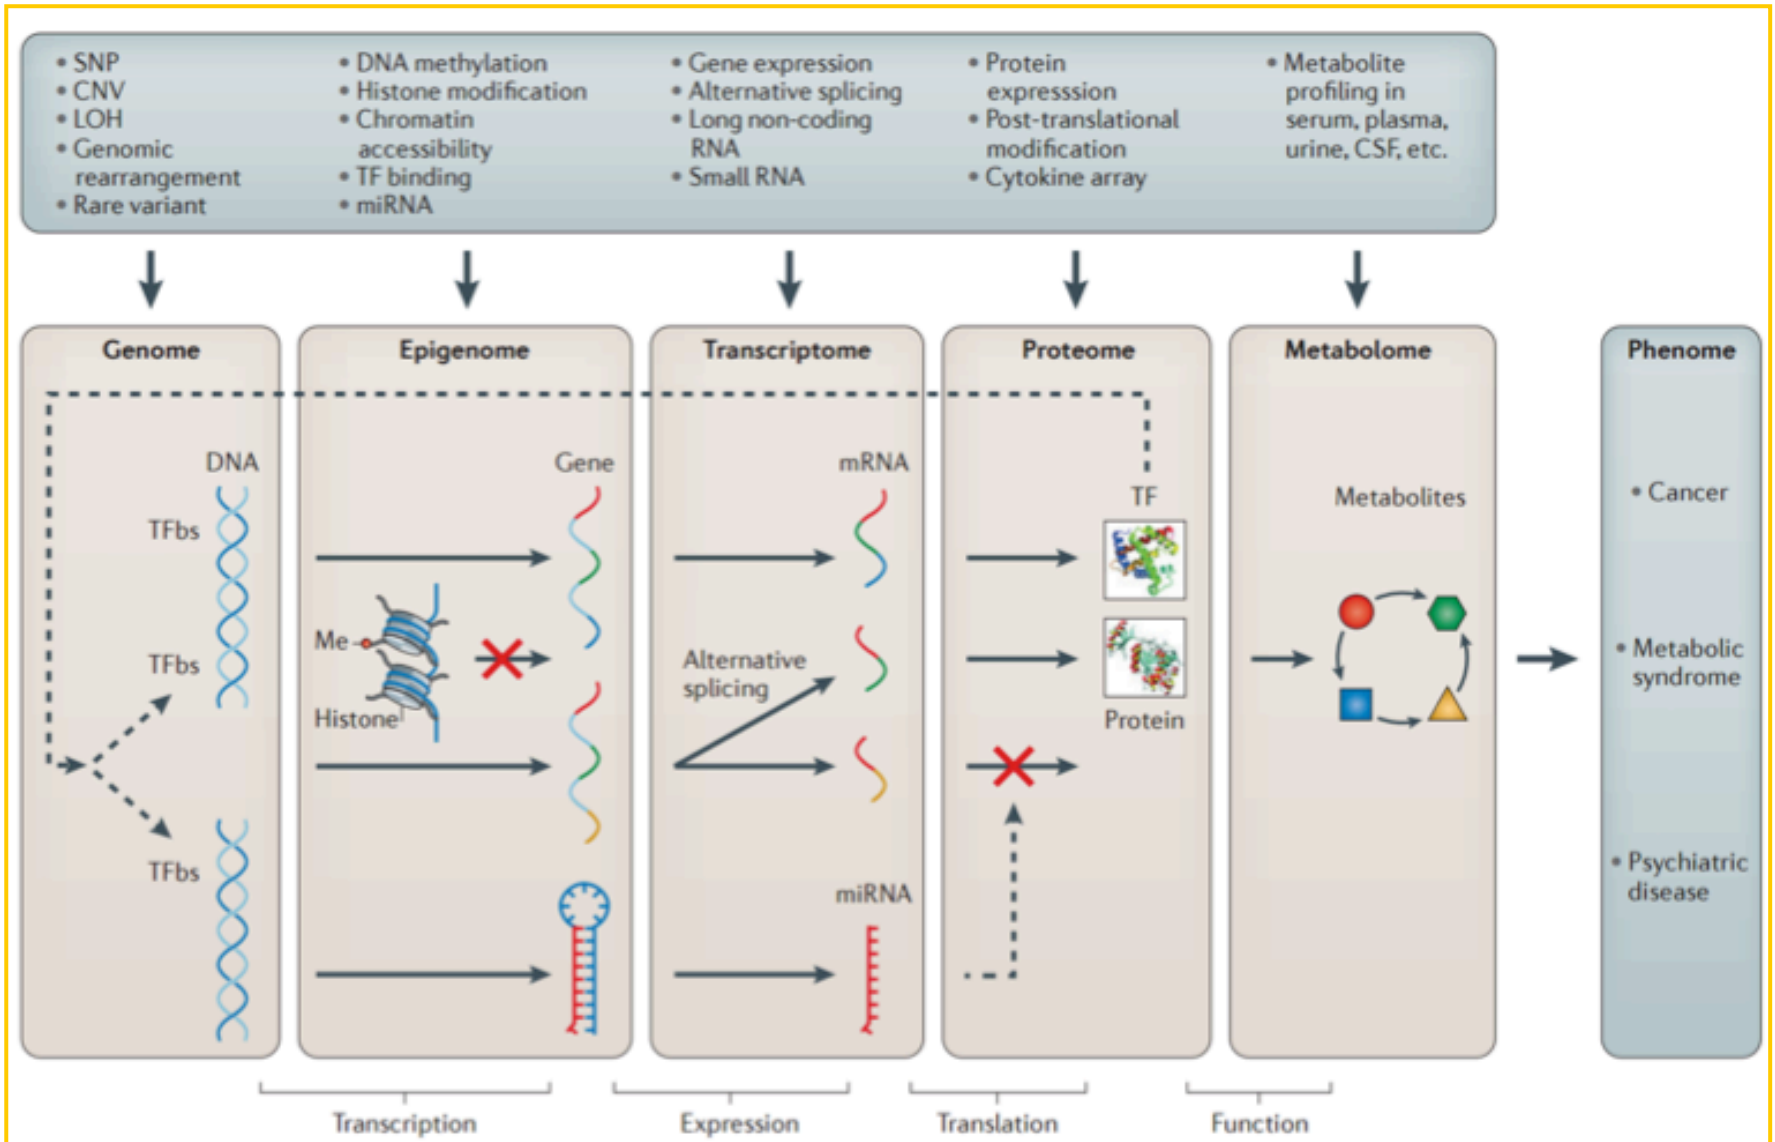 • SNP
• CNV
• LOH
• Genomic
rearrangement
• Rare variant
• DNA methylation
• Histone modification
• Chromatin
accessibility
• TF binding
• miRNA
• Gene expression
• Alternative splicing
• Long non-coding
RNA
• Small RNA
• Protein
expresssion
• Post-translational
modification
• Cytokine array
• Metabolite
profiling in
serum, plasma,
urine, CSF, etc.
Genome
Epigenome
Transcriptome
Proteome
Metabolome
Phenome
DNA
TFbs
TFbs
TFbs
Gene
Me
Histone
mRNA
Alternative
splicing
miRNA
TF
Protein
Metabolites
• Cancer
• Metabolic
syndrome
• Psychiatric
disease
Transcription
Expression
Translation
Function